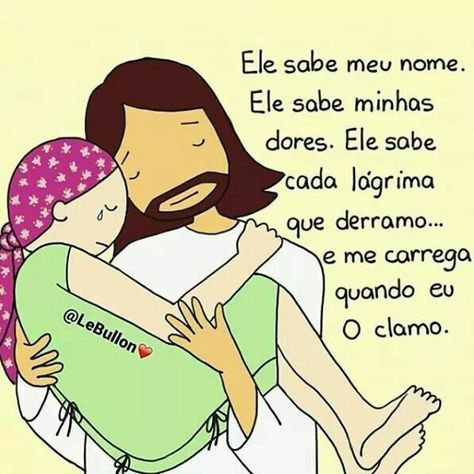 Ele sabe meu nome.
Ele sabe minhas
dores. Ele sabe
cada lágrima
que derramo...
e me carrega
quando eu
O clamo.
@LeBullon❤️